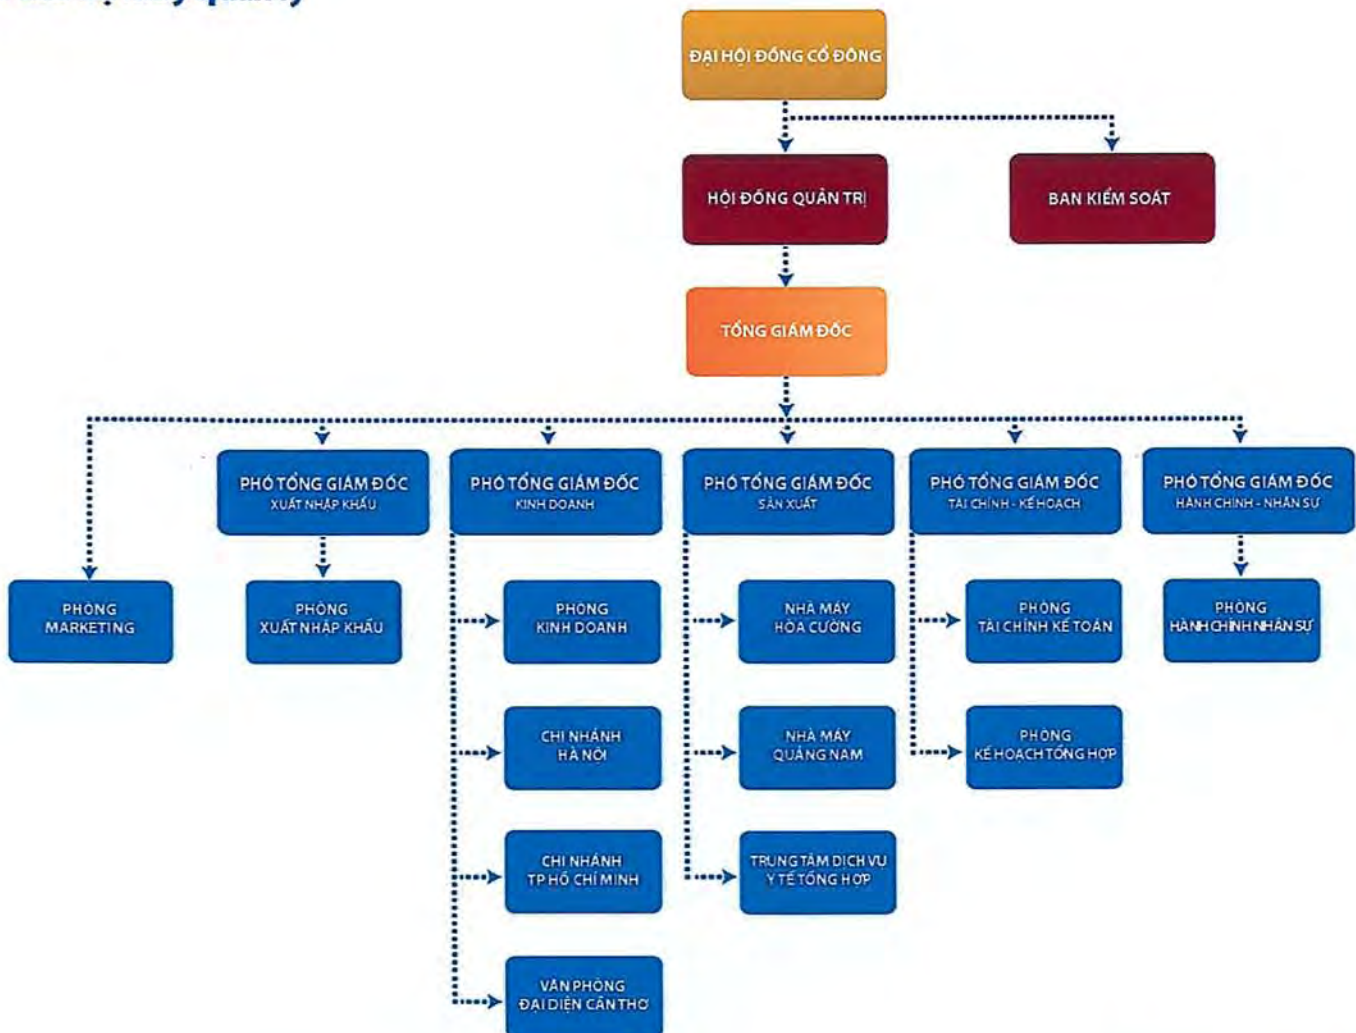 ĐẠI HỘI ĐỒNG CỔ ĐÔNG
HỘI ĐỒNG QUẢN TRỊ
BAN KIỂM SOÁT
TỔNG GIÁM ĐỐC
PHÓ TỔNG GIÁM ĐỐC
XUẤT NHẬP KHẨU
PHÓ TỔNG GIÁM ĐỐC
KINH DOANH
PHÓ TỔNG GIÁM ĐỐC
SẢN XUẤT
PHÓ TỔNG GIÁM ĐỐC
TÀI CHÍNH - KẾ HOẠCH
PHÓ TỔNG GIÁM ĐỐC
HÀNH CHÍNH - NHÂN SỰ
PHÒNG
MARKETING
PHÒNG
XUẤT NHẬP KHẨU
PHÒNG
KINH DOANH
NHÀ MÁY
HÒA CƯỜNG
PHÒNG
TÀI CHÍNH KẾ TOÁN
PHÒNG
HÀNH CHÍNH NHÂN SỰ
CHI NHÁNH
HÀ NỘI
NHÀ MÁY
QUẢNG NAM
PHÒNG
KẾ HOẠCH TỔNG HỢP
CHI NHÁNH
TP HỒ CHÍ MINH
TRUNG TÂM DỊCH VỤ
Y TẾ TỔNG HỢP
VĂN PHÒNG
ĐẠI DIỆN CẦN THƠ